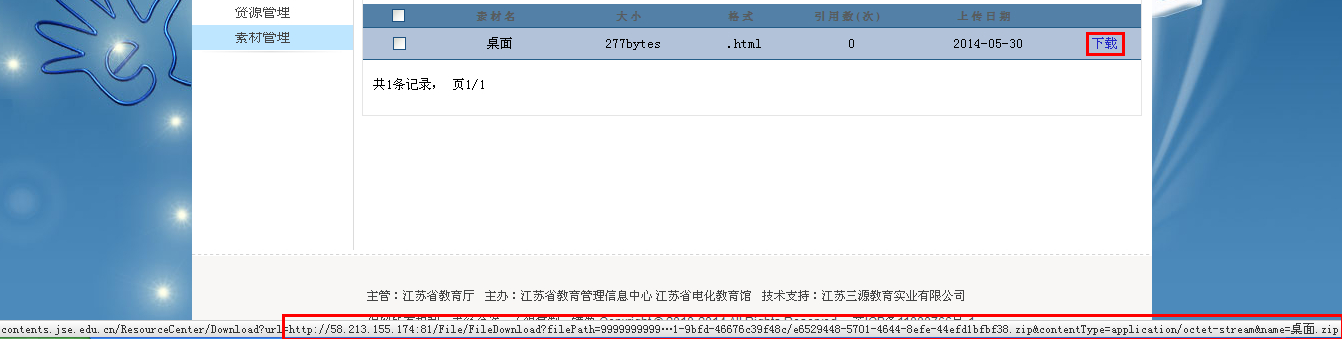 资源管理
素材管理
素材名 大小 格式 引用数(次) 上传日期
桌面 277bytes .html 0 2014-05-30 下载
共1条记录， 页1/1
主管：江苏省教育厅 主办：江苏省教育管理信息中心 江苏省电化教育馆 技术支持：江苏三源教育实业有限公司
contents.jse.edu.cn/ResourceCenter/Download?url=http://58.213.155.174:81/File/FileDownload?filePath=9999999999…1-9bfd-46676c39f48c/e6529448-5701-4644-8efe-44efd1bfbf38.zip&contentType=application/octet-stream&name=桌面.zip